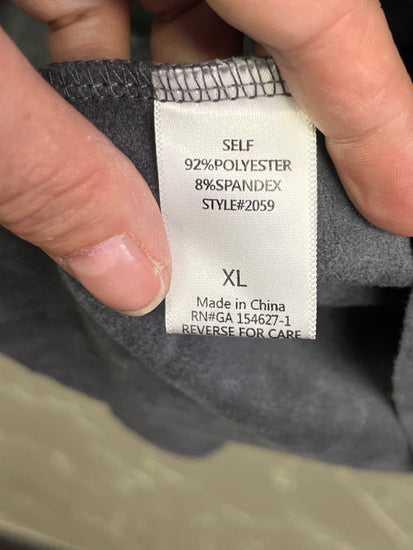 SELF
92%POLYESTER
8%SPANDEX
STYLE#2059
XL
Made in China
RN#GA 154627-1
REVERSE FOR CARE